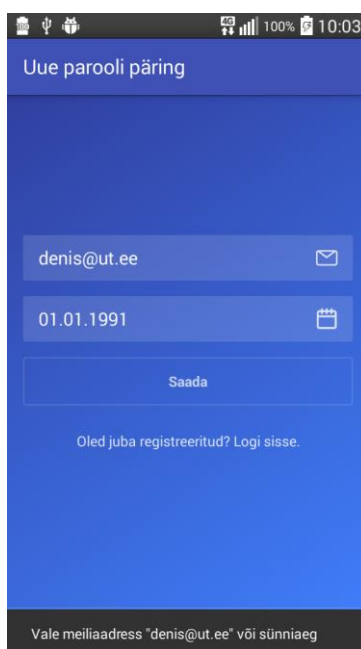 4G 100% 10:03
Uue parooli päring
denis@ut.ee
01.01.1991
Saada
Oled juba registreeritud? Logi sisse.
Vale meiliaadress "denis@ut.ee" või sünniaeg